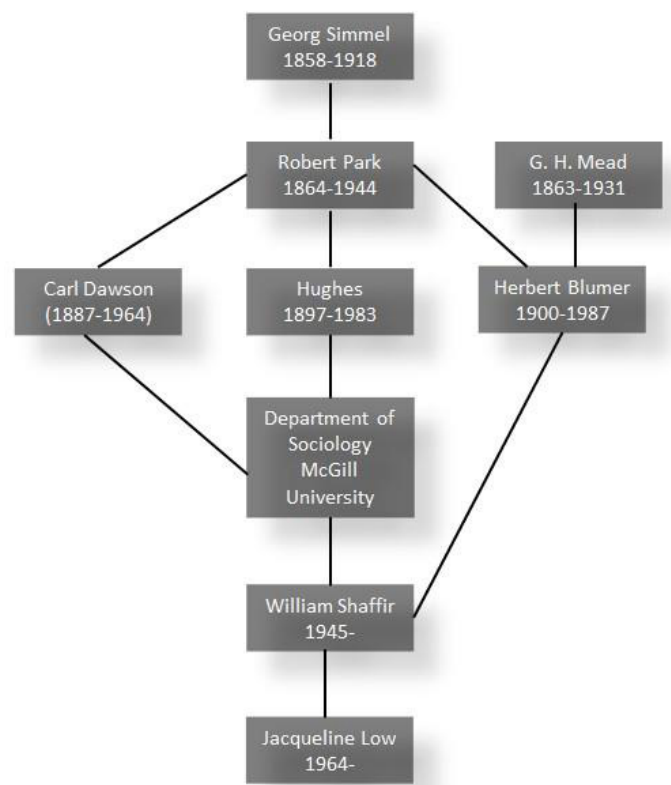 Georg Simmel
1858-1918
Robert Park
1864-1944
G. H. Mead
1863-1931
Carl Dawson
(1887-1964)
Hughes
1897-1983
Herbert Blumer
1900-1987
Department of
Sociology
McGill
University
William Shaffir
1945-
Jacqueline Low
1964-